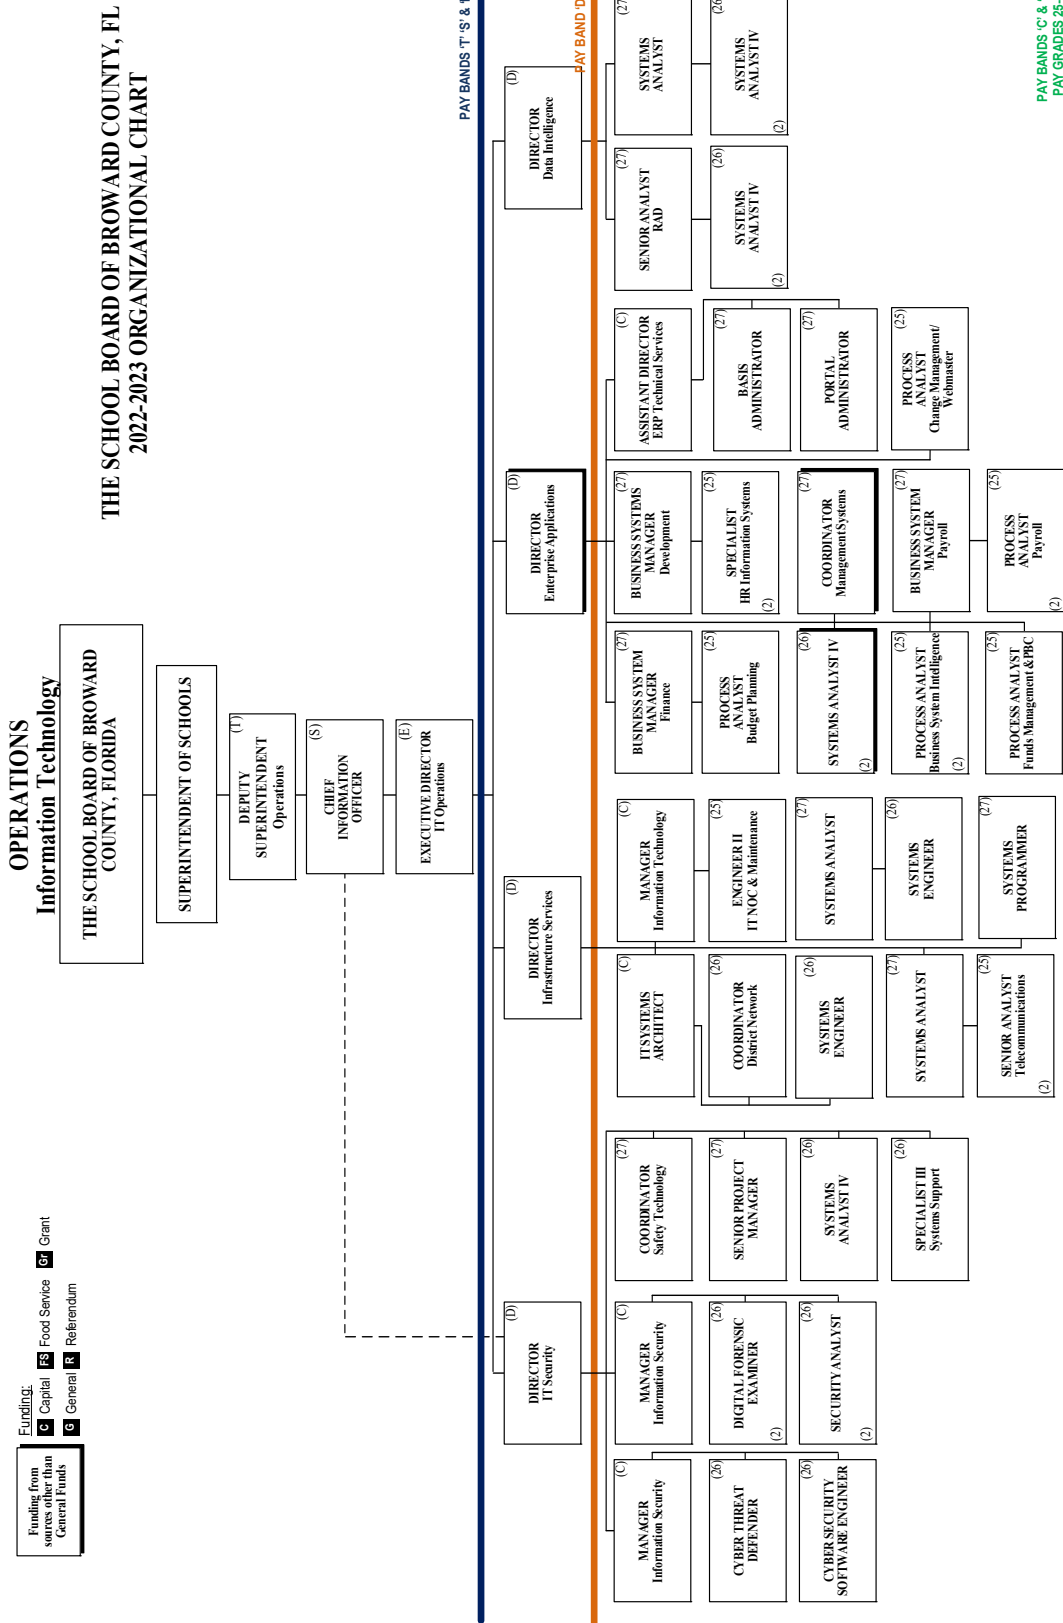 OPERATIONS
Information Technology
THE SCHOOL BOARD OF BROWARD COUNTY, FL
2022-2023 ORGANIZATIONAL CHART
Funding from
sources other than
General Funds
Funding:
C Capital FS Food Service Gr Grant
G General R Referendum
THE SCHOOL BOARD OF BROWARD
COUNTY, FLORIDA
SUPERINTENDENT OF SCHOOLS
(T)
DEPUTY
SUPERINTENDENT
Operations
(S)
CHIEF
INFORMATION
OFFICER
(E)
EXECUTIVE DIRECTOR
IT Operations
PAY BANDS 'T' 'S' &
(D)
DIRECTOR
IT Security
(D)
DIRECTOR
Infrastructure Services
(D)
DIRECTOR
Enterprise Applications
(D)
DIRECTOR
Data Intelligence
PAY BAND 'D
(C)
MANAGER
Information Security
(26)
CYBER THREAT
DEFENDER
(26)
CYBER SECURITY
SOFTWARE ENGINEER
(C)
MANAGER
Information Security
(26)
DIGITAL FORENSIC
EXAMINER
(2)
(26)
SECURITY ANALYST
(2)
(27)
COORDINATOR
Safety Technology
(27)
SENIOR PROJECT
MANAGER
(26)
SYSTEMS
ANALYST IV
(26)
SPECIALIST III
Systems Support
(C)
IT SYSTEMS
ARCHITECT
(26)
COORDINATOR
District Network
(26)
SYSTEMS
ENGINEER
(27)
SYSTEMS ANALYST
(25)
SENIOR ANALYST
Telecommunications
(2)
(C)
MANAGER
Information Technology
(25)
ENGINEER II
IT NOC & Maintenance
(27)
SYSTEMS ANALYST
(26)
SYSTEMS
ENGINEER
(27)
SYSTEMS
PROGRAMMER
(27)
BUSINESS SYSTEM
MANAGER
Finance
(25)
PROCESS
ANALYST
Budget Planning
(26)
SYSTEMS ANALYST IV
(2)
(25)
PROCESS ANALYST
Business System Intelligence
(2)
(25)
PROCESS ANALYST
Funds Management & PBC
(27)
BUSINESS SYSTEMS
MANAGER
Development
(25)
SPECIALIST
HR Information Systems
(2)
(27)
COORDINATOR
Management Systems
(27)
BUSINESS SYSTEM
MANAGER
Payroll
(25)
PROCESS
ANALYST
Payroll
(2)
(C)
ASSISTANT DIRECTOR
ERP Technical Services
(27)
BASIS
ADMINISTRATOR
(27)
PORTAL
ADMINISTRATOR
(25)
PROCESS
ANALYST
Change Management/
Webmaster
(27)
SENIOR ANALYST
RAD
(26)
SYSTEMS
ANALYST IV
(2)
(27
SYSTEMS
ANALYST
(26
SYSTEMS
ANALYST IV
(2)
PAY BANDS 'C' &
PAY GRADES 25-